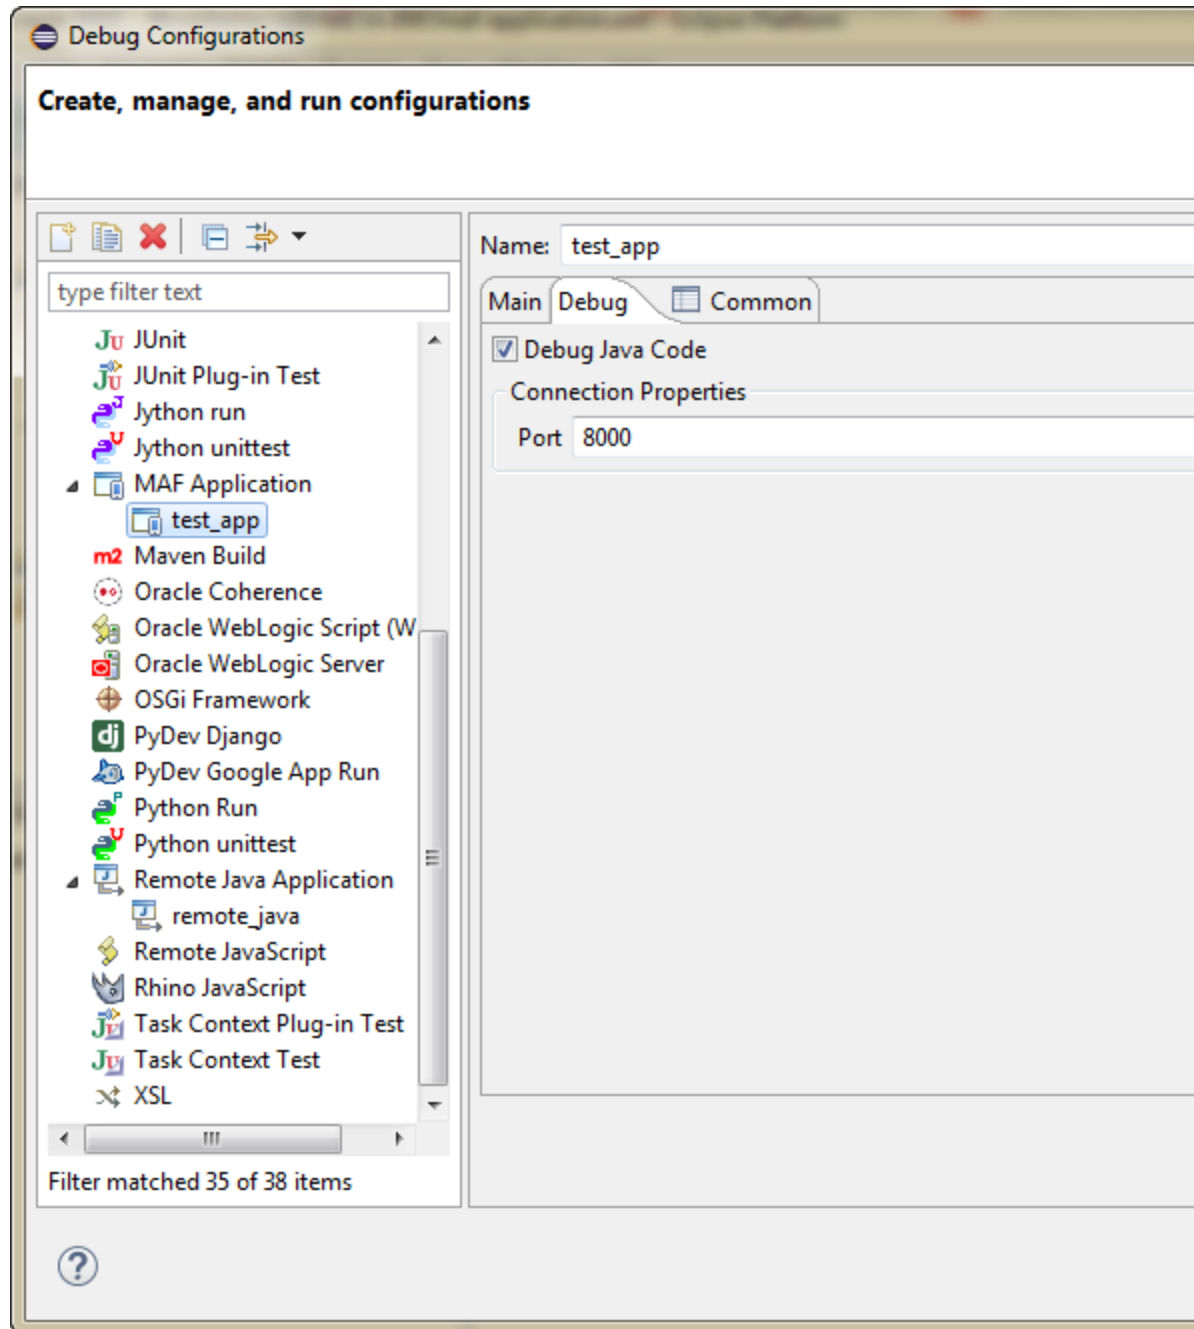 Debug Configurations
Create, manage, and run configurations
type filter text
JUnit
JUnit Plug-in Test
Jython run
Jython unittest
MAF Application
test_app
m2 Maven Build
Oracle Coherence
Oracle WebLogic Script (W
Oracle WebLogic Server
OSGi Framework
dj PyDev Django
PyDev Google App Run
Python Run
Python unittest
Remote Java Application
remote_java
Remote JavaScript
Rhino JavaScript
Task Context Plug-in Test
Task Context Test
XSL
Filter matched 35 of 38 items
Name: test_app
Main Debug Common
Debug Java Code
Connection Properties
Port 8000